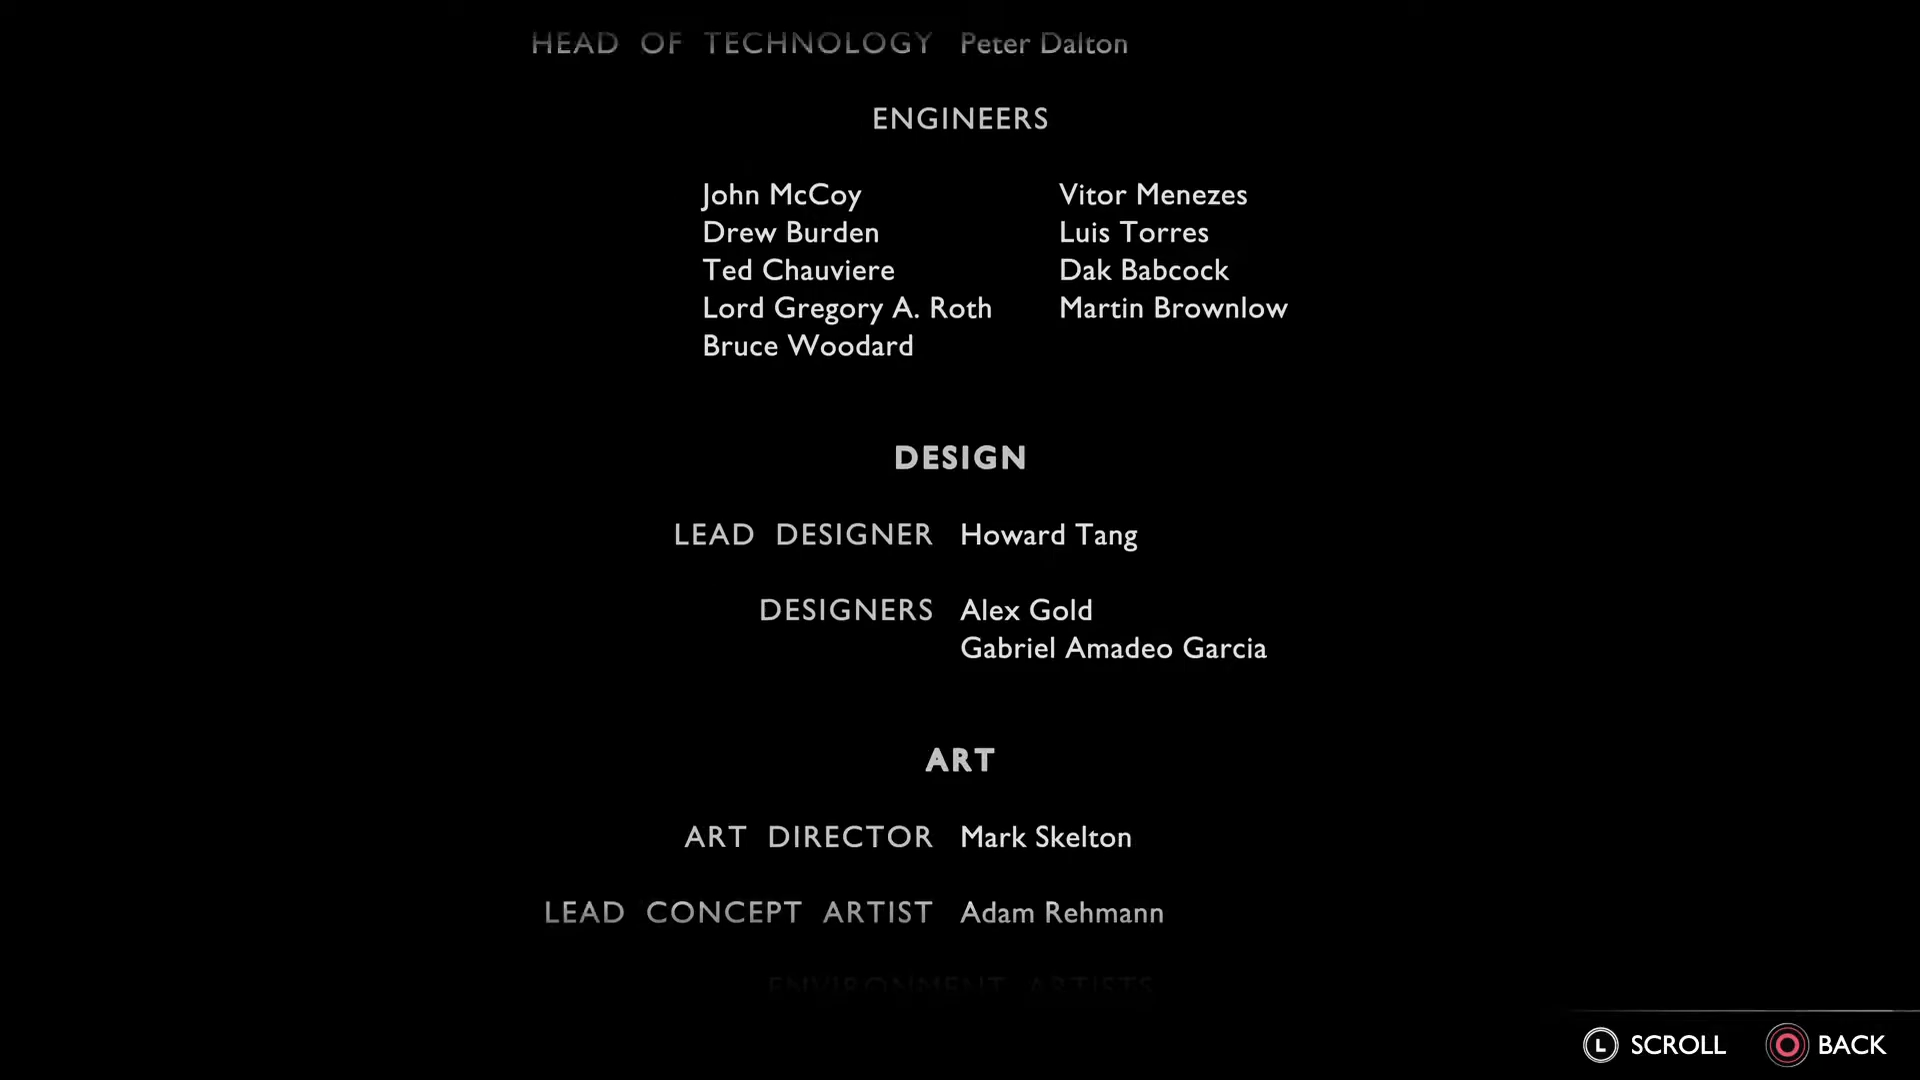 HEAD OF TECHNOLOGY Peter Dalton
ENGINEERS
John McCoy
Drew Burden
Ted Chauviere
Lord Gregory A. Roth
Bruce Woodard
Vitor Menezes
Luis Torres
Dak Babcock
Martin Brownlow
DESIGN
LEAD DESIGNER Howard Tang
DESIGNERS Alex Gold
Gabriel Amadeo Garcia
ART
ART DIRECTOR Mark Skelton
LEAD CONCEPT ARTIST Adam Rehmann
ENVIRONMENT ARTISTS
L SCROLL BACK